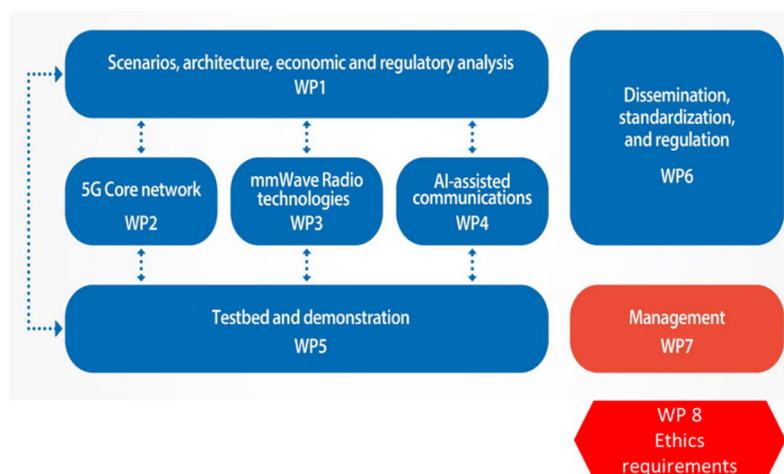 Scenarios, architecture, economic and regulatory analysis
WP1
Dissemination,
standardization,
and regulation
WP6
5G Core network
WP2
mmWave Radio
technologies
WP3
AI-assisted
communications
WP4
Testbed and demonstration
WP5
Management
WP7
WP 8
Ethics
requirements